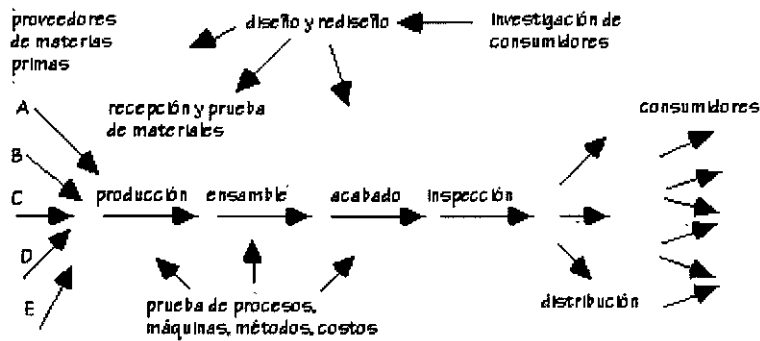 proveedores
de materias
primas
diseño y rediseño
investigación de
consumidores
A
recepción y prueba
de materiales
consumidores
B
C
producción
ensamble
acabado
inspección
D
E
prueba de procesos,
máquinas, métodos, costos
distribución